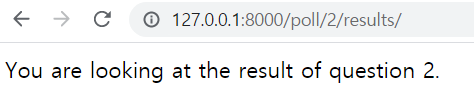 127.0.0.1:8000/poll/2/results/
You are looking at the result of question 2.